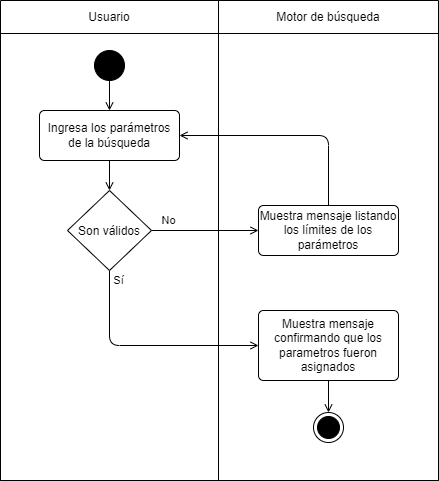 Usuario
Motor de búsqueda
Ingresa los parámetros
de la búsqueda
Son válidos
No
Muestra mensaje listando
los límites de los
parámetros
Sí
Muestra mensaje
confirmando que los
parametros fueron
asignados